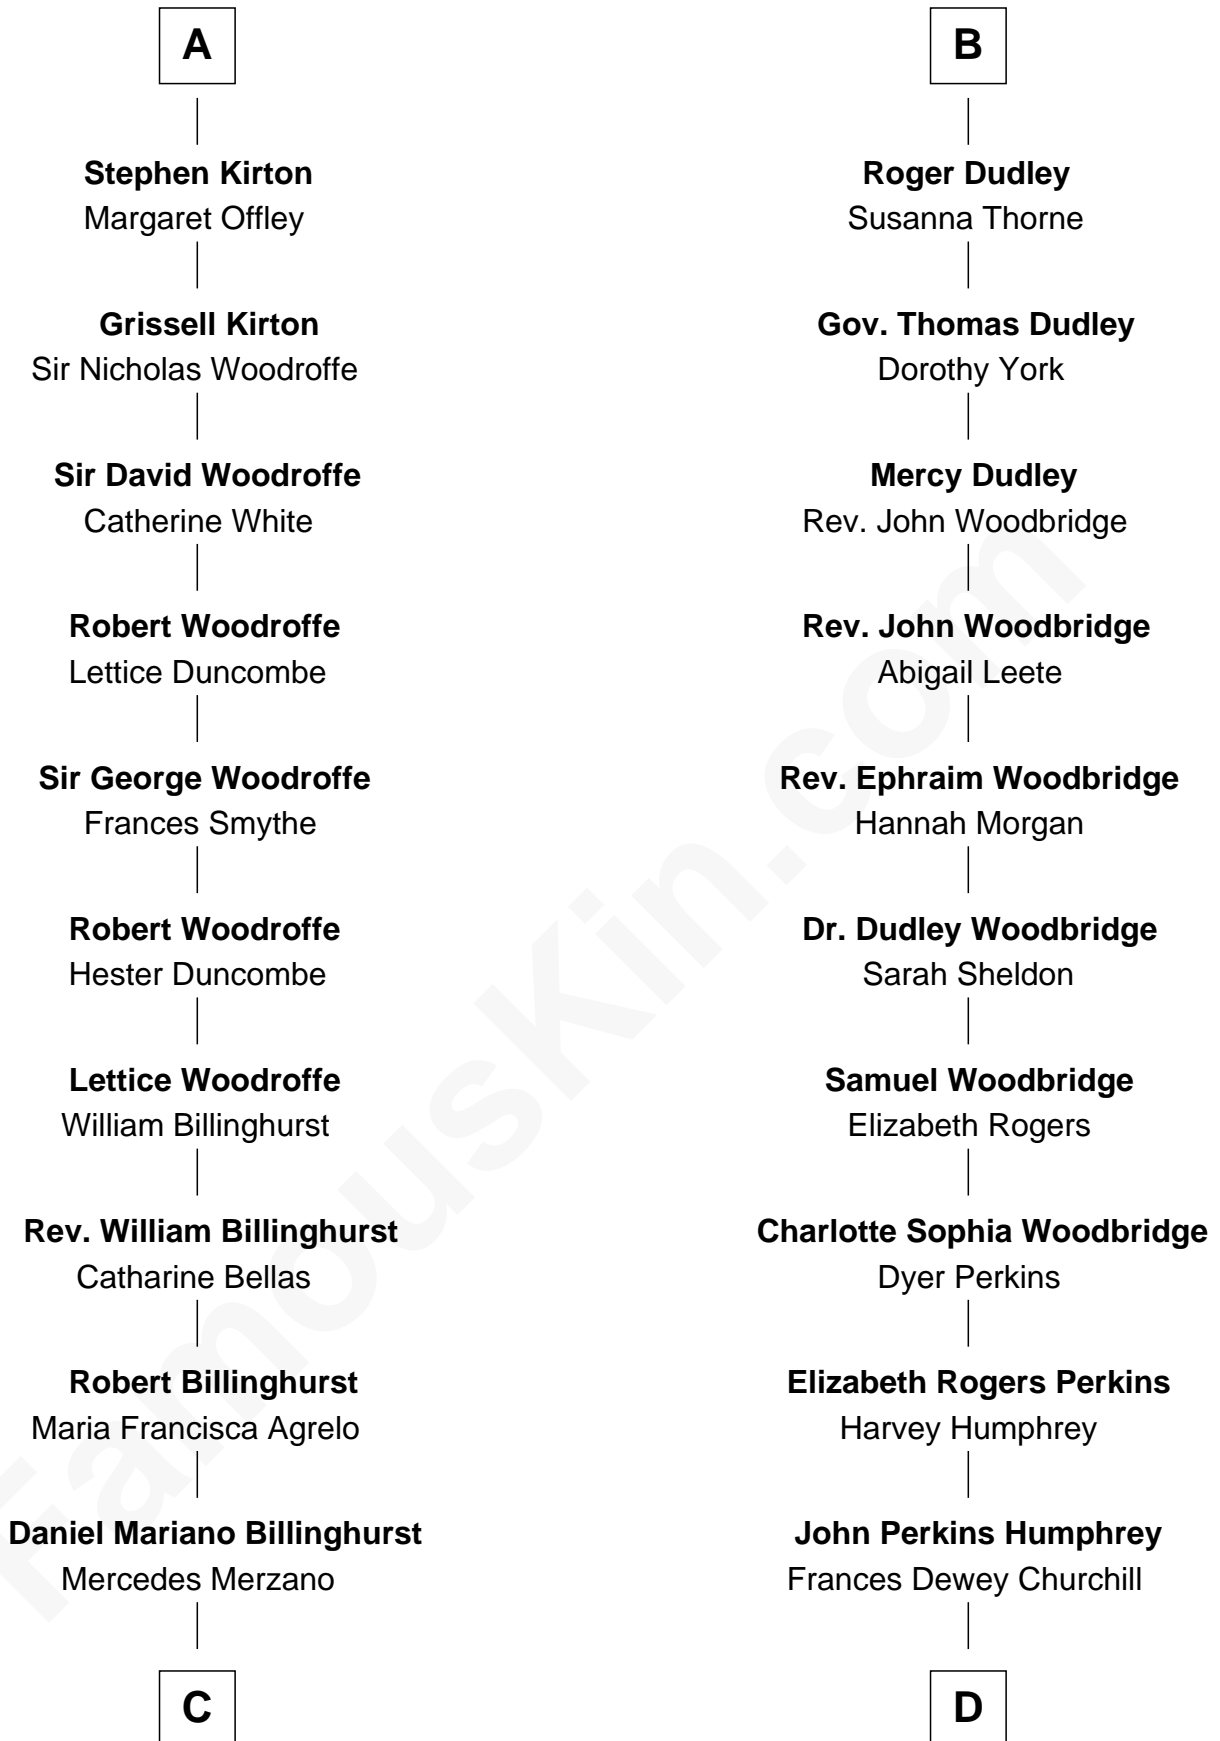 A
Stephen Kirton
Margaret Offley
Grissell Kirton
Sir Nicholas Woodroffe
Sir David Woodroffe
Catherine White
Robert Woodroffe
Lettice Duncombe
Sir George Woodroffe
Frances Smythe
Robert Woodroffe
Hester Duncombe
Lettice Woodroffe
William Billinghurst
Rev. William Billinghurst
Catharine Bellas
Robert Billinghurst
Maria Francisca Agrelo
Daniel Mariano Billinghurst
Mercedes Merzano
C
B
Roger Dudley
Susanna Thorne
Gov. Thomas Dudley
Dorothy York
Mercy Dudley
Rev. John Woodbridge
Rev. John Woodbridge
Abigail Leete
Rev. Ephraim Woodbridge
Hannah Morgan
Dr. Dudley Woodbridge
Sarah Sheldon
Samuel Woodbridge
Elizabeth Rogers
Charlotte Sophia Woodbridge
Dyer Perkins
Elizabeth Rogers Perkins
Harvey Humphrey
John Perkins Humphrey
Frances Dewey Churchill
D
FamousKin.com